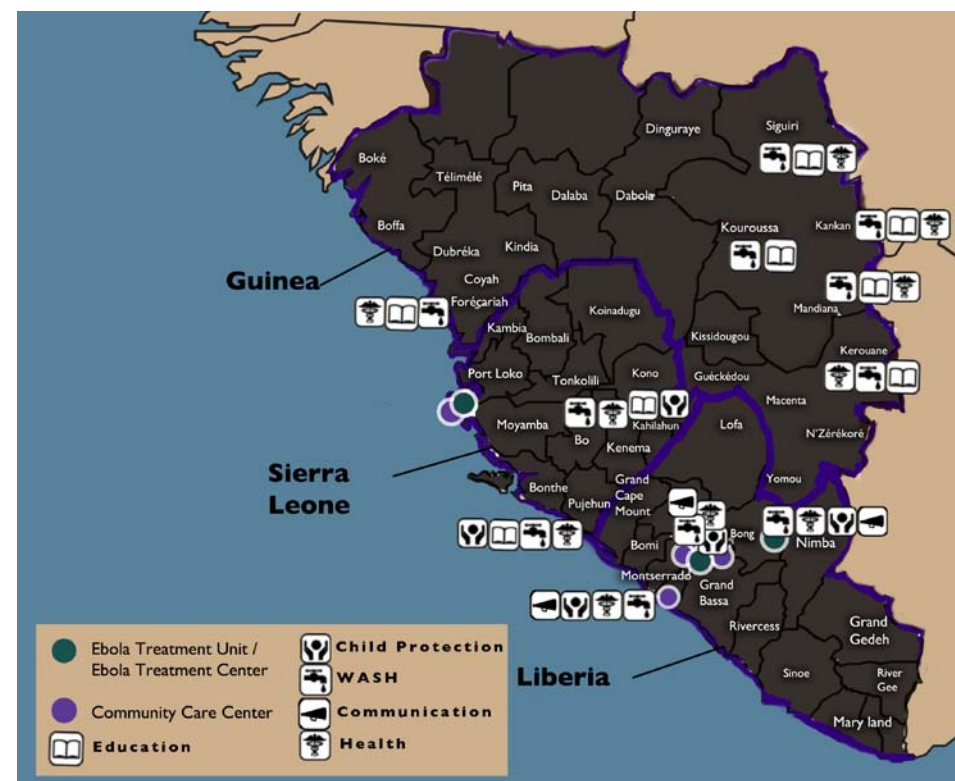 Dinguraye
Siguiri
Boké
Télimélé
Pita
Dalaba
Dabola
Kouroussa
Kankan
Boffa
Dubréka
Kindia
Guinea
Coyah
Foréçariah
Koinadugu
Mandiana
Kambia
Bombali
Kissidougou
Kerouane
Port Loko
Tonkolili
Kono
Guéckédou
Macenta
Moyamba
Bo
Kahilahun
Lofa
N'Zérékoré
Kenema
Sierra
Leone
Bonthe
Pujehun
Grand
Cape
Mount
Yomou
Bomi
Bong
Nimba
Montserrado
Grand
Bassa
Rivercess
Grand
Gedeh
Liberia
Sinoe
River
Gee
Mary land
Ebola Treatment Unit /
Ebola Treatment Center
Community Care Center
Education
Child Protection
WASH
Communication
Health